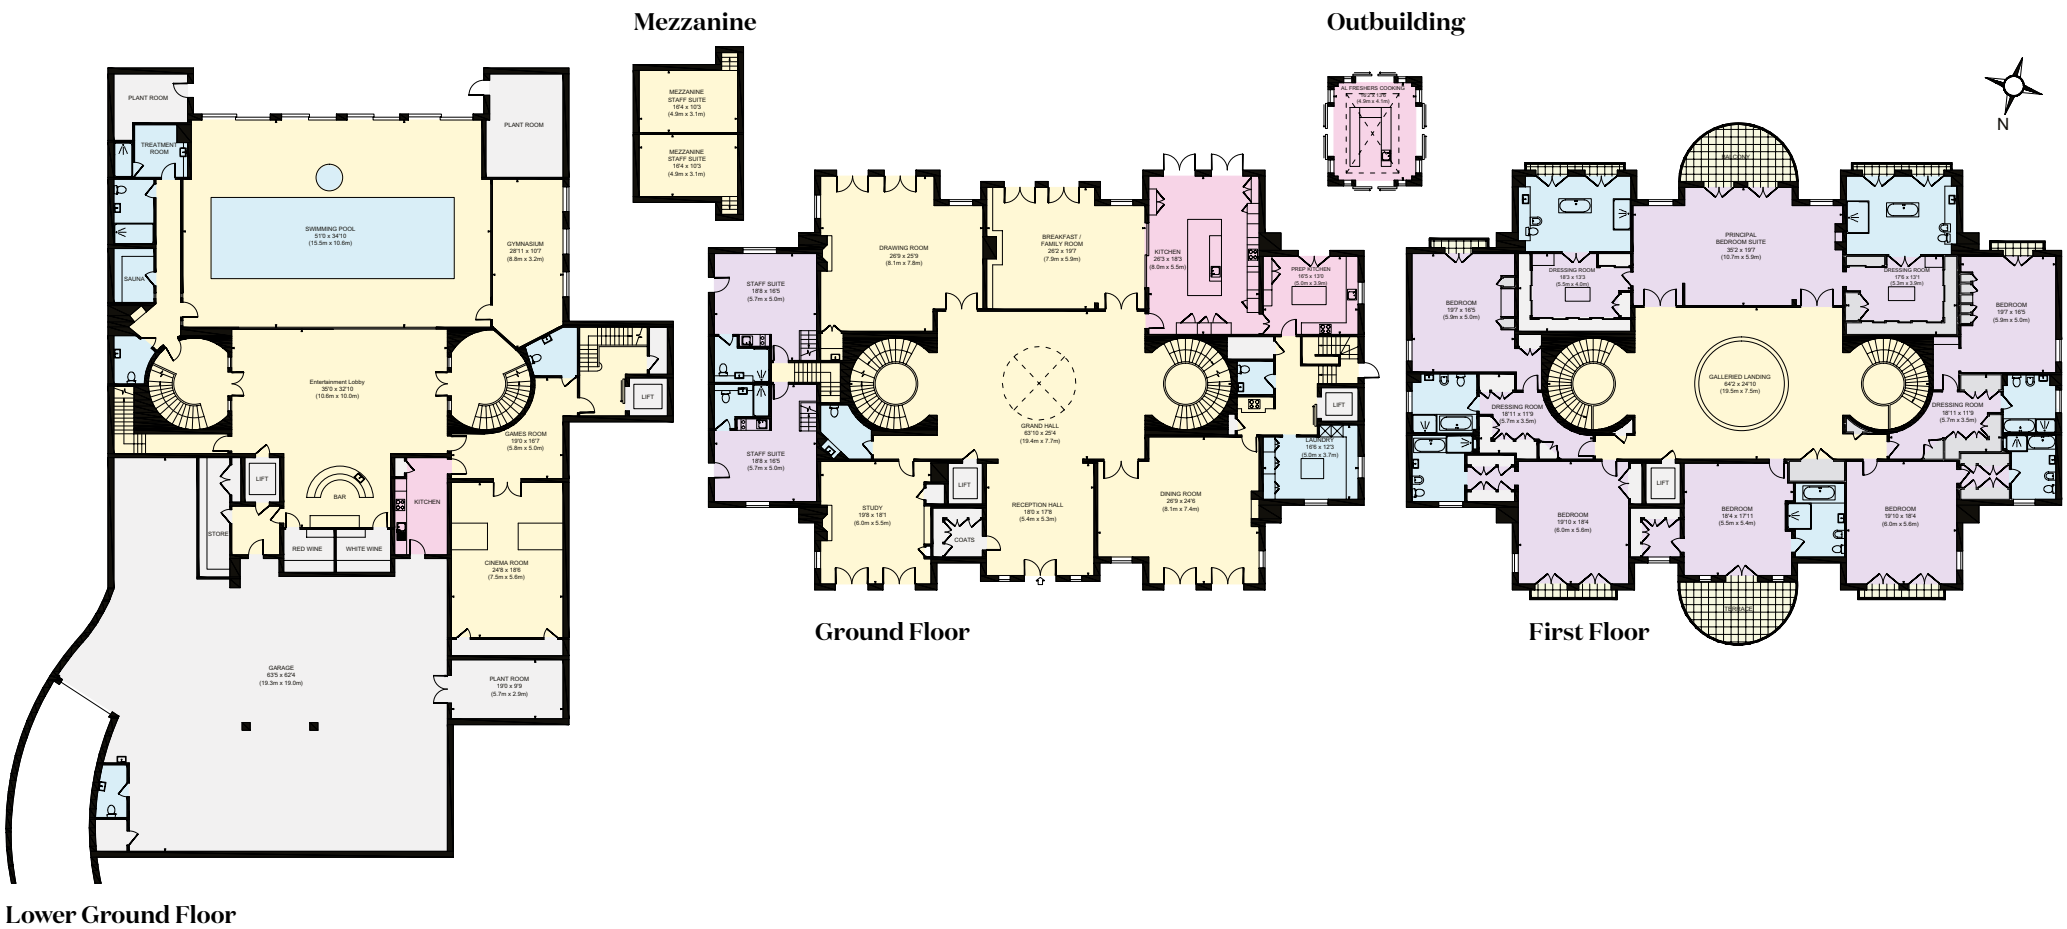 Mezzanine
MEZZANINE
STAFF SUITE
16'4 x 10'3
(4.9m x 3.1m)
MEZZANINE
STAFF SUITE
16'4 x 10'3
(4.9m x 3.1m)
Outbuilding
AL FRESHERS COOKING
(4.9m x 4.1m)
N
PLANT ROOM
PLANT ROOM
TREATMENT
ROOM
SWIMMING POOL
51'0 x 34'10
(15.5m x 10.6m)
GYMNASIUM
28'11 x 10'7
(8.8m x 3.2m)
SAUNA
Entertainment Lobby
35'0 x 32'10
(10.6m x 10.0m)
LIFT
GAMES ROOM
19'0 x 16'7
(5.8m x 5.0m)
LIFT
BAR
KITCHEN
STORE
RED WINE
WHITE WINE
CINEMA ROOM
24'8 x 18'6
(7.5m x 5.6m)
GARAGE
63'5 x 62'4
(19.3m x 19.0m)
PLANT ROOM
19'0 x 9'9
(5.7m x 2.9m)
Lower Ground Floor
DRAWING ROOM
26'9 x 25'9
(8.1m x 7.8m)
BREAKFAST /
FAMILY ROOM
26'2 x 19'7
(7.9m x 5.9m)
KITCHEN
26'3 x 18'3
(8.0m x 5.5m)
PREP KITCHEN
16'5 x 13'0
(5.0m x 3.9m)
STAFF SUITE
18'8 x 16'5
(5.7m x 5.0m)
STAFF SUITE
18'8 x 16'5
(5.7m x 5.0m)
GRAND HALL
63'10 x 25'4
(19.4m x 7.7m)
LIFT
LAUNDRY
16'6 x 12'3
(5.0m x 3.7m)
LIFT
STUDY
19'8 x 18'1
(6.0m x 5.5m)
COATS
RECEPTION HALL
18'0 x 17'8
(5.4m x 5.3m)
DINING ROOM
26'9 x 24'6
(8.1m x 7.4m)
Ground Floor
BALCONY
PRINCIPAL
BEDROOM SUITE
35'2 x 19'7
(10.7m x 5.9m)
DRESSING ROOM
18'3 x 13'3
(5.5m x 4.0m)
DRESSING ROOM
17'6 x 13'1
(5.3m x 3.9m)
BEDROOM
19'7 x 16'5
(5.9m x 5.0m)
BEDROOM
19'7 x 16'5
(5.9m x 5.0m)
GALLERIED LANDING
64'2 x 24'10
(19.5m x 7.5m)
DRESSING ROOM
18'11 x 11'9
(5.7m x 3.5m)
DRESSING ROOM
18'11 x 11'9
(5.7m x 3.5m)
LIFT
BEDROOM
19'10 x 18'4
(6.0m x 5.6m)
BEDROOM
18'4 x 17'11
(5.5m x 5.4m)
BEDROOM
19'10 x 18'4
(6.0m x 5.6m)
TERRACE
First Floor